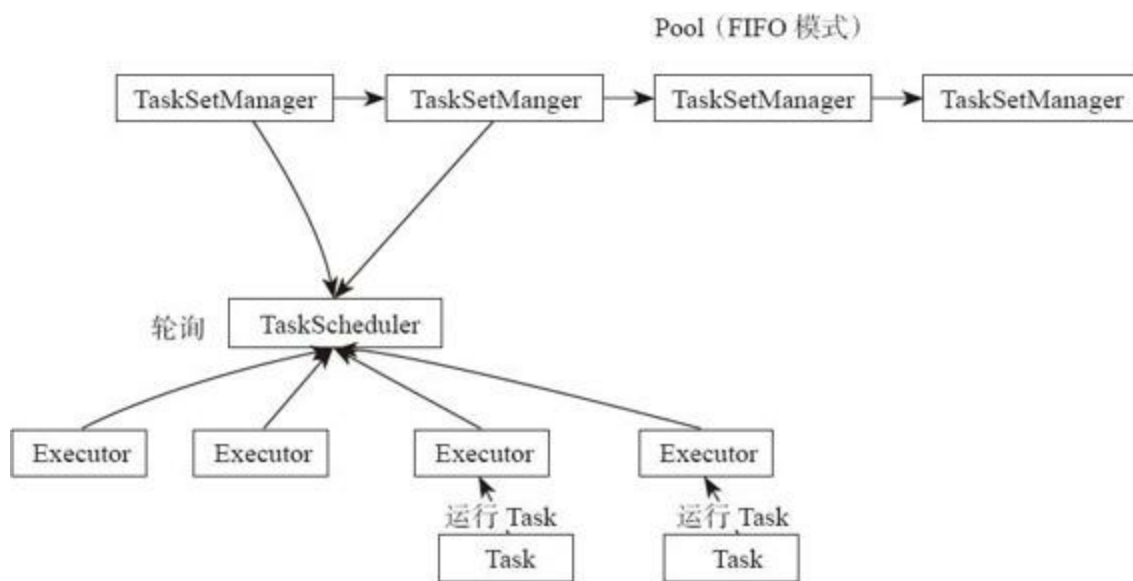 Pool（FIFO 模式）
TaskSetManager
TaskSetManger
TaskSetManager
TaskSetManager
轮询
TaskScheduler
Executor
Executor
Executor
Executor
运行 Task
运行 Task
Task
Task